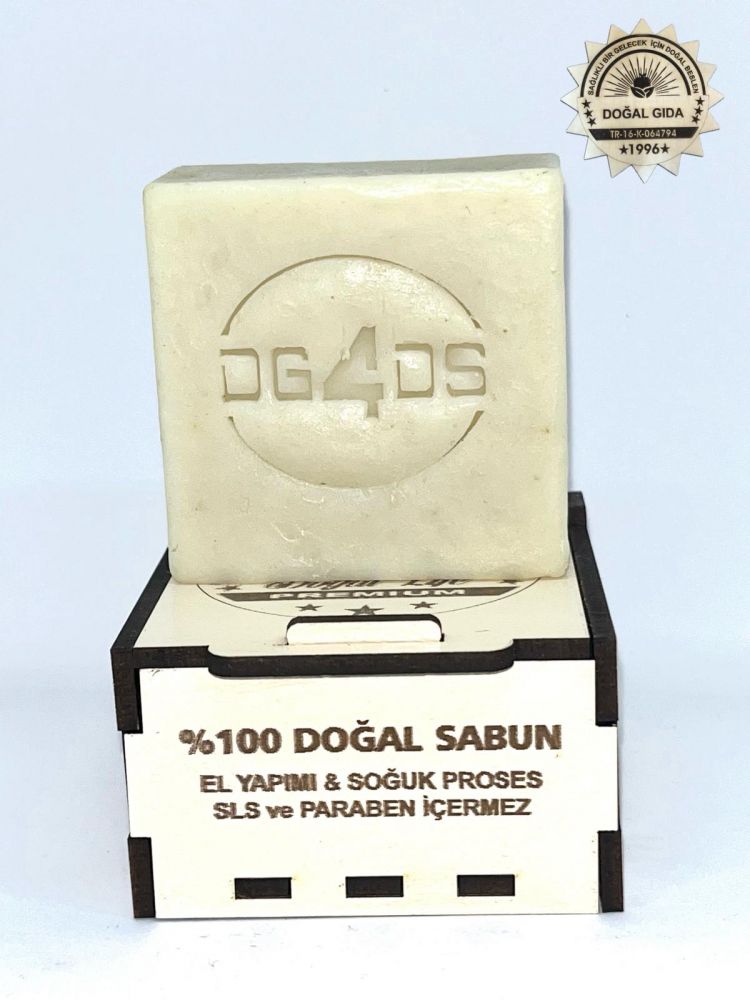 SAĞLIKLI BİR GELECEK İÇİN DOĞAL BESLEN
DOĞAL GIDA
TR-16-K-064794
★1996★
DG4DS
PREMIUM
%100 DOĞAL SABUN
EL YAPIMI & SOĞUK PROSES
SLS ve PARABEN İÇERMEZ